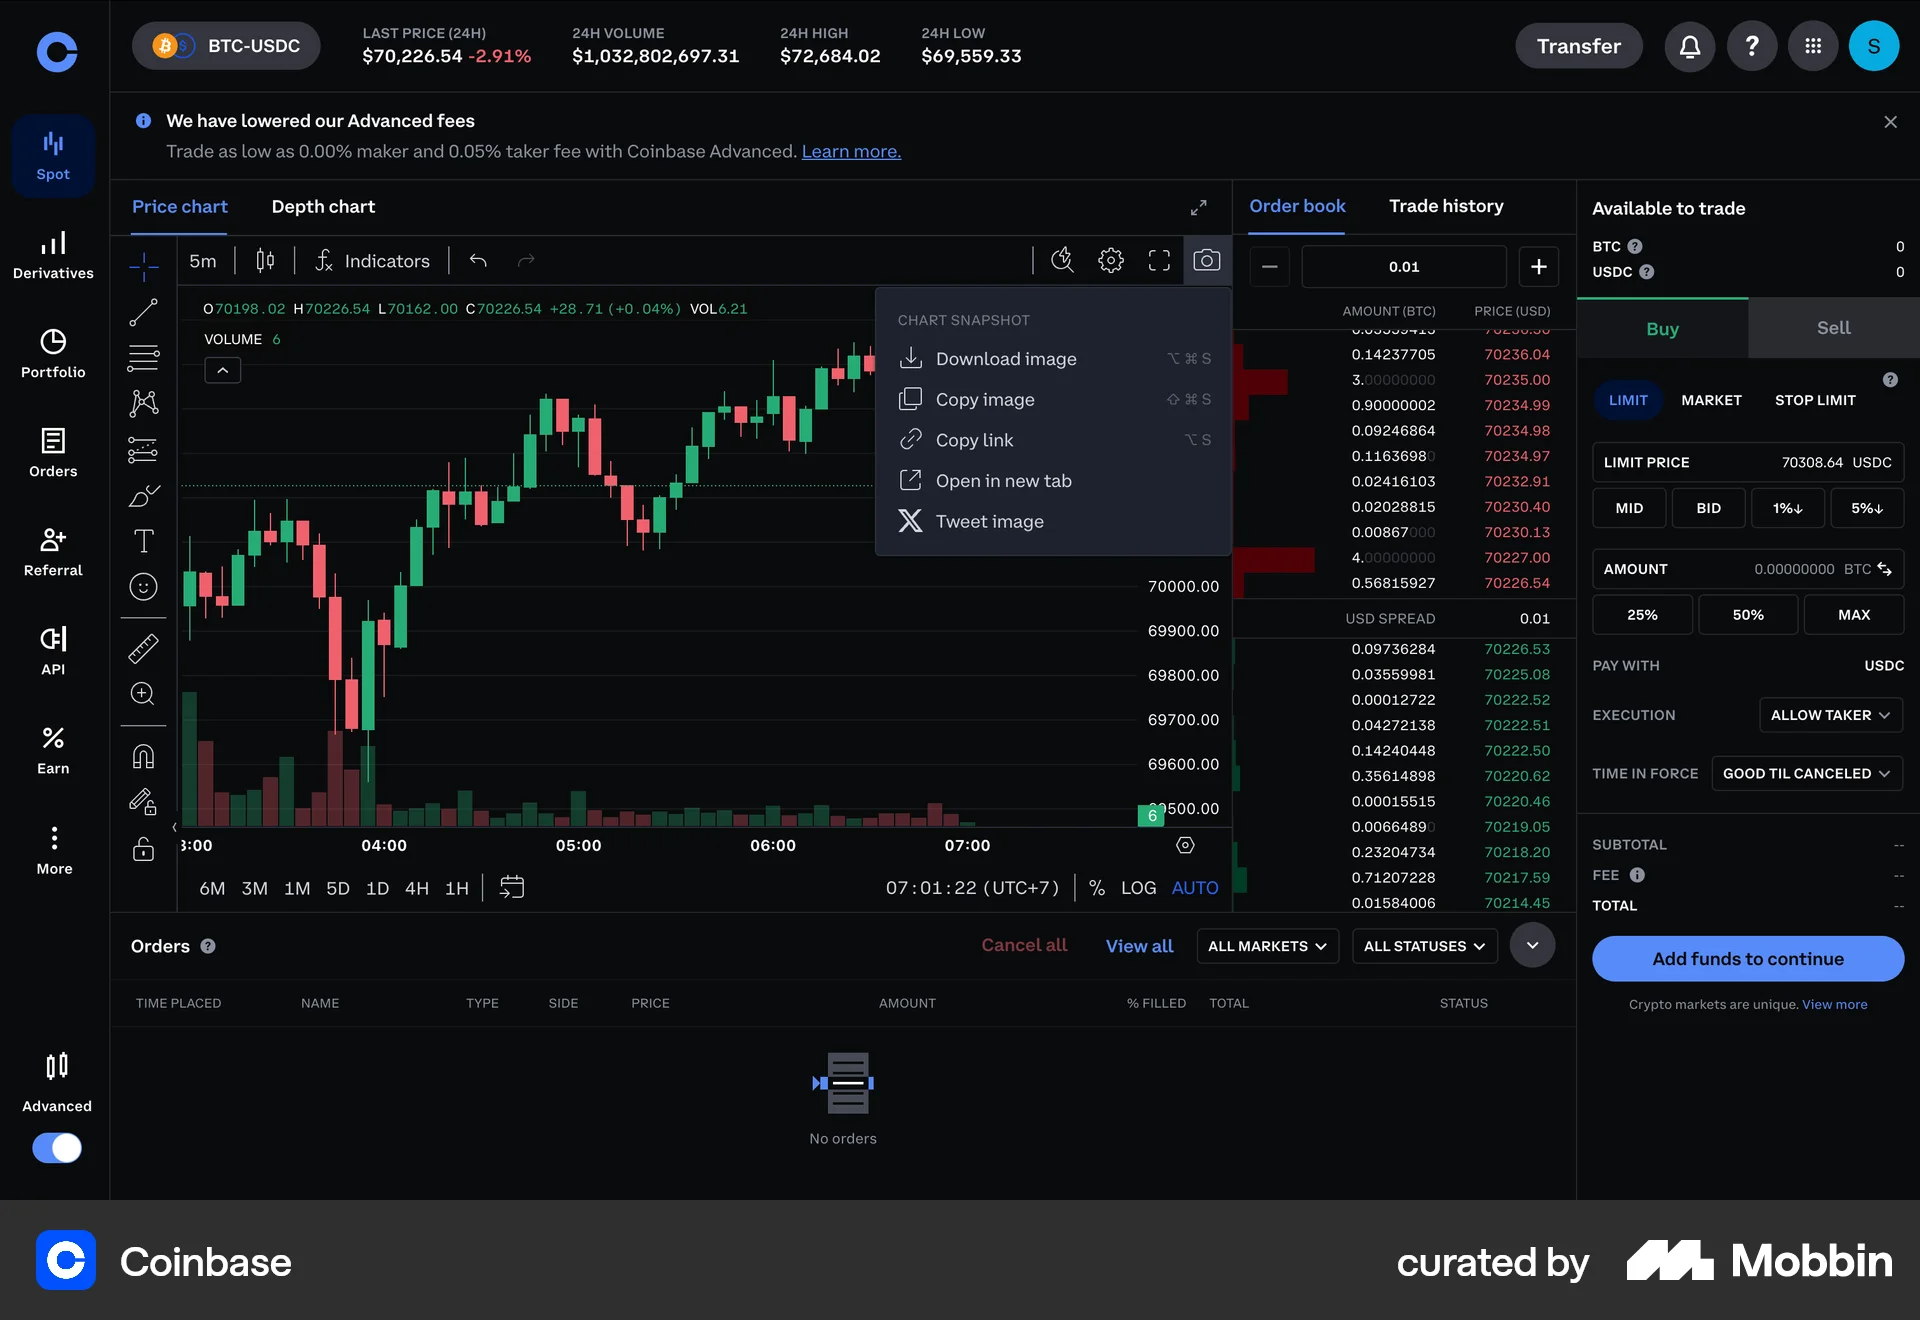 BTC-USDC
LAST PRICE (24H)
$70,226.54 -2.91%
24H VOLUME
$1,032,802,697.31
24H HIGH
$72,684.02
24H LOW
$69,559.33
Transfer
S
Spot
Derivatives
Portfolio
Orders
Referral
API
Earn
More
Advanced
We have lowered our Advanced fees
Trade as low as 0.00% maker and 0.05% taker fee with Coinbase Advanced. Learn more.
Price chart
Depth chart
5m
Indicators
O70198.02 H70226.54 L70162.00 C70226.54 +28.71 (+0.04%) VOL6.21
VOLUME 6
CHART SNAPSHOT
Download image ⌥ ⌘ S
Copy image ⇧ ⌘ S
Copy link ⌥ S
Open in new tab
Tweet image
70000.00
69900.00
69800.00
69700.00
69600.00
6
04:00
05:00
06:00
07:00
6M 3M 1M 5D 1D 4H 1H
07:01:22 (UTC+7)
% LOG AUTO
Order book
Trade history
0.01
AMOUNT (BTC) PRICE (USD)
0.14237705 70236.04
3.00000000 70235.00
0.90000002 70234.99
0.09246864 70234.98
0.11636980 70234.97
0.02416103 70232.91
0.02028815 70230.40
0.00867000 70230.13
4.00000000 70227.00
0.56815927 70226.54
USD SPREAD 0.01
0.09736284 70226.53
0.03559981 70225.08
0.00012722 70222.52
0.04272138 70222.51
0.14240448 70222.50
0.35614898 70220.62
0.00015515 70220.46
0.00664890 70219.05
0.23204734 70218.20
0.71207228 70217.59
0.01584006 70214.45
Available to trade
BTC 0
USDC 0
Buy
Sell
LIMIT
MARKET
STOP LIMIT
LIMIT PRICE 70308.64 USDC
MID
BID
1%↓
5%↓
AMOUNT 0.00000000 BTC
25%
50%
MAX
PAY WITH USDC
EXECUTION ALLOW TAKER
TIME IN FORCE GOOD TIL CANCELED
SUBTOTAL --
FEE --
TOTAL --
Add funds to continue
Crypto markets are unique. View more
Orders
Cancel all
View all
ALL MARKETS
ALL STATUSES
TIME PLACED NAME TYPE SIDE PRICE AMOUNT % FILLED TOTAL STATUS
No orders
Coinbase
curated by Mobbin